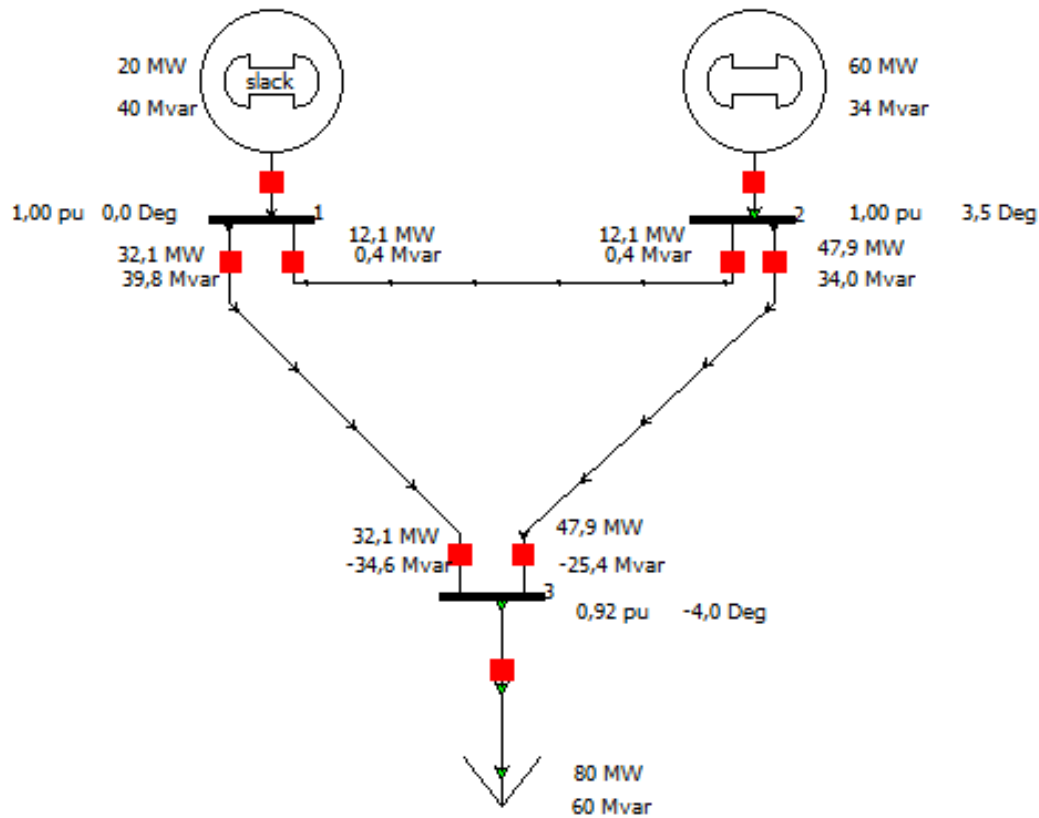 20 MW
40 Mvar
slack
60 MW
34 Mvar
1,00 pu 0,0 Deg
1
2
1,00 pu 3,5 Deg
32,1 MW
39,8 Mvar
12,1 MW
0,4 Mvar
12,1 MW
0,4 Mvar
47,9 MW
34,0 Mvar
32,1 MW
-34,6 Mvar
47,9 MW
-25,4 Mvar
3
0,92 pu -4,0 Deg
80 MW
60 Mvar